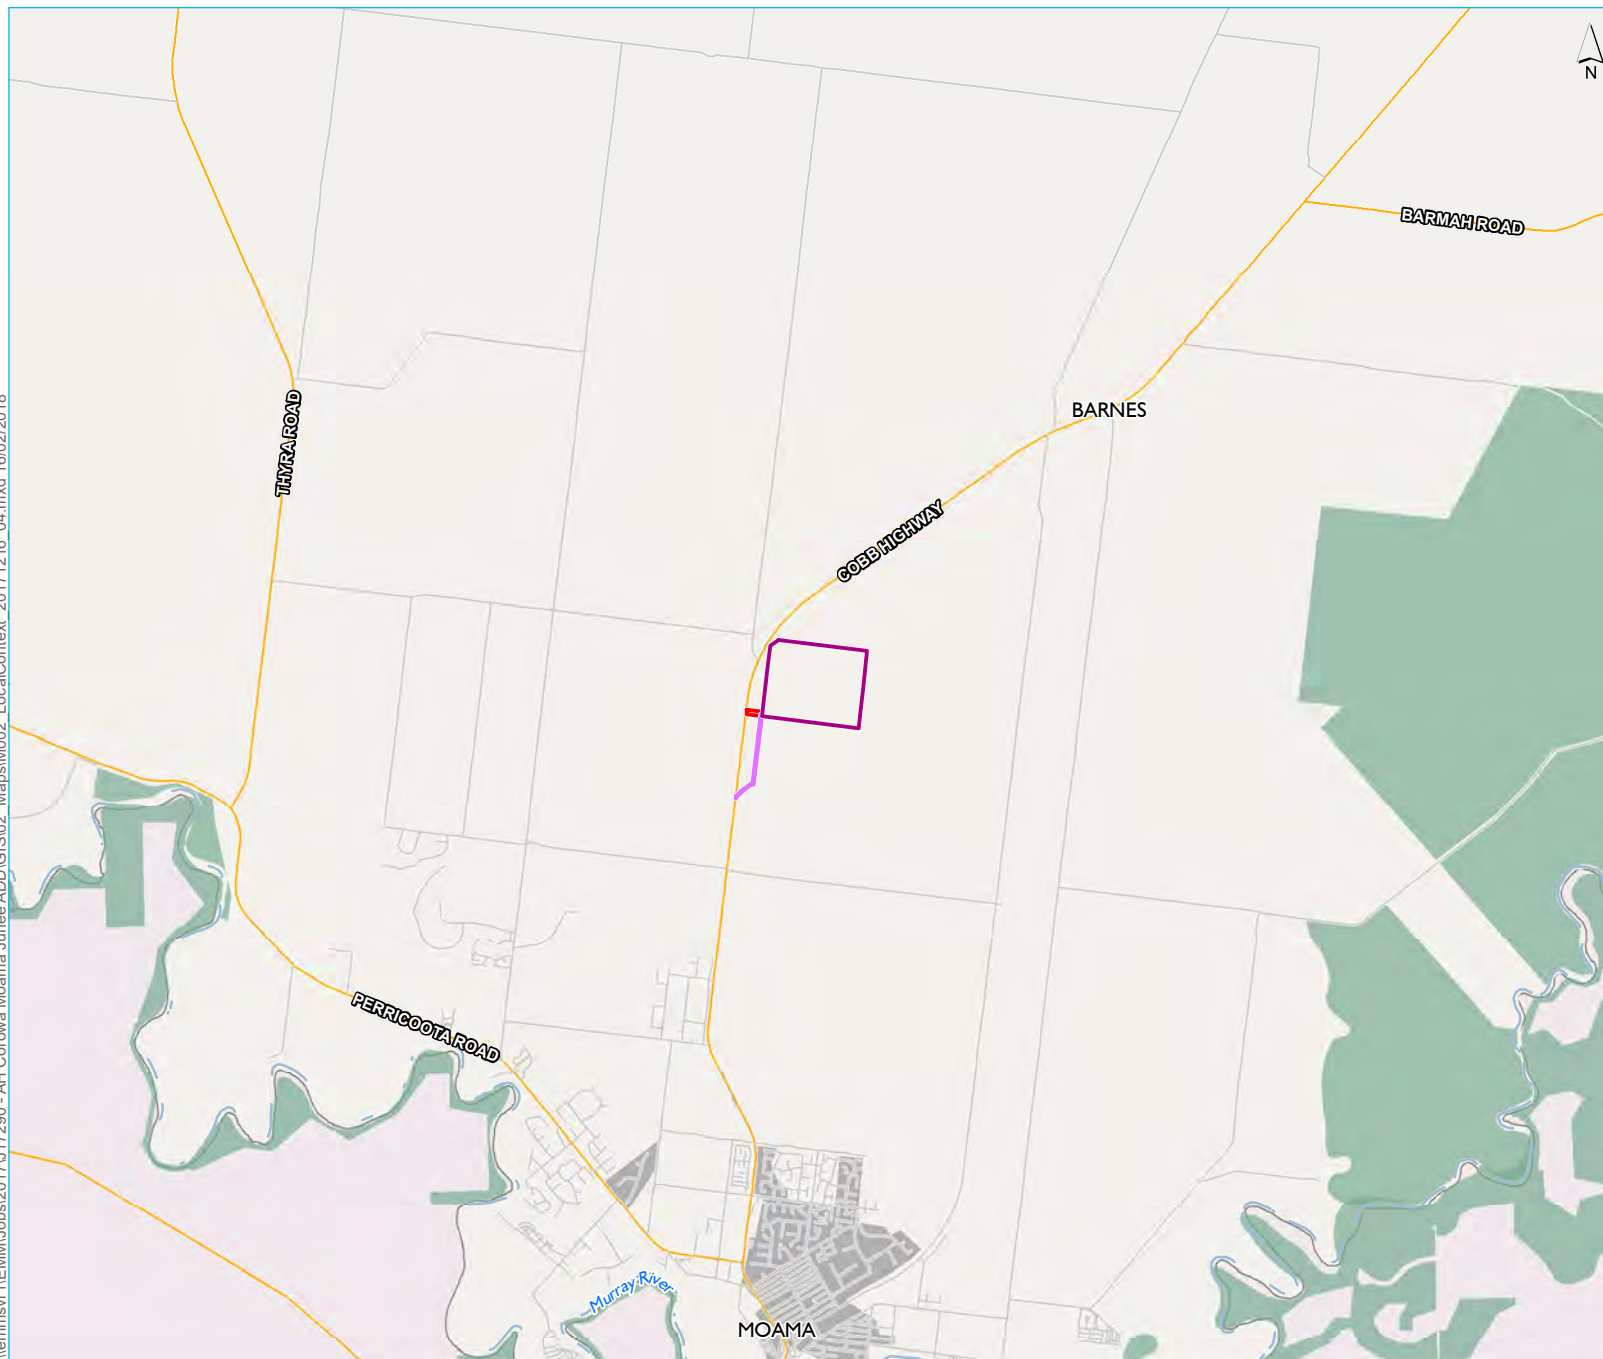 N
BARMAH ROAD
BARNES
THYRA ROAD
COBB HIGHWAY
PERRICOOTA ROAD
Murray River
MOAMA